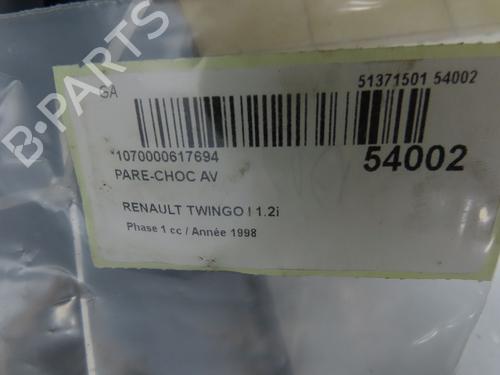 GA
51371501 54002
*1070000617694
54002
PARE-CHOC AV
RENAULT TWINGO I 1.2i
Phase 1 cc / Année 1998
B-PARTS